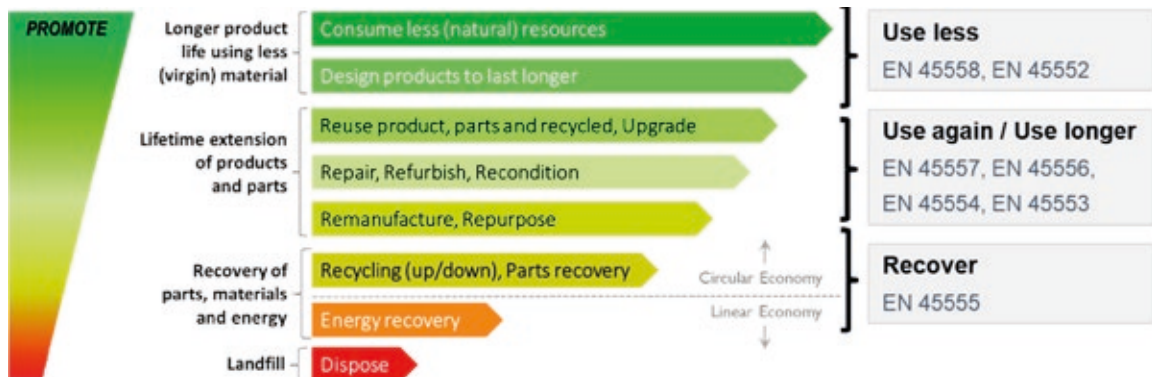 PROMOTE
Longer product
life using less
(virgin) material
Consume less (natural) resources
Design products to last longer
Use less
EN 45558, EN 45552
Lifetime extension
of products
and parts
Reuse product, parts and recycled, Upgrade
Repair, Refurbish, Recondition
Remanufacture, Repurpose
Use again / Use longer
EN 45557, EN 45556,
EN 45554, EN 45553
Recovery of
parts, materials
and energy
Recycling (up/down), Parts recovery
Energy recovery
Circular Economy
Linear Economy
Recover
EN 45555
Landfill
Dispose